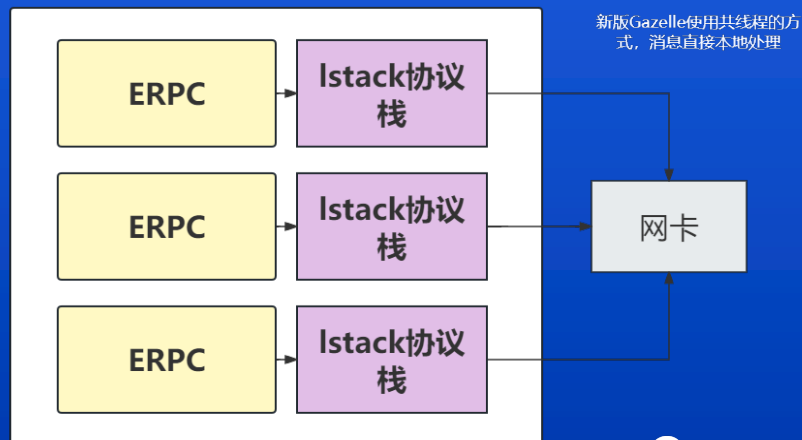 新版Gazelle使用共线程的方
式，消息直接本地处理
ERPC
lstack协议
栈
ERPC
lstack协议
栈
网卡
ERPC
lstack协议
栈